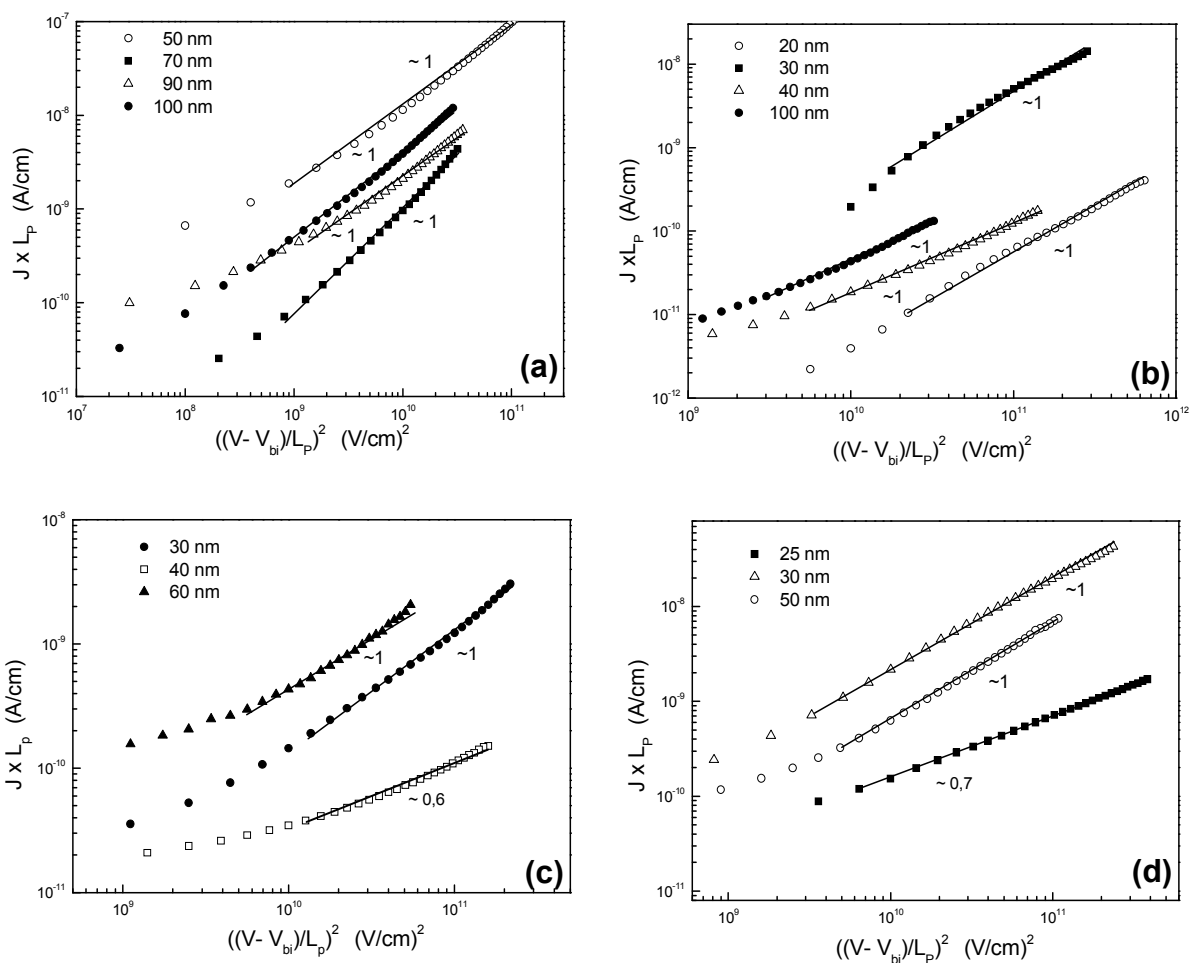 50 nm
70 nm
90 nm
100 nm
~ 1
~ 1
~ 1
~ 1
10^-7
10^-8
10^-9
10^-10
10^-11
J x L_P (A/cm)
10^7 10^8 10^9 10^10 10^11
((V- V_bi)/L_P)^2 (V/cm)^2
(a)
20 nm
30 nm
40 nm
100 nm
~1
~1
~1
~1
10^-8
10^-9
10^-10
10^-11
10^-12
J xL_P (A/cm)
10^9 10^10 10^11 10^12
((V- V_bi)/L_P)^2 (V/cm)^2
(b)
30 nm
40 nm
60 nm
~1
~1
~ 0,6
10^-8
10^-9
10^-10
10^-11
J x L_p (A/cm)
10^9 10^10 10^11
((V- V_bi)/L_p)^2 (V/cm)^2
(c)
25 nm
30 nm
50 nm
~1
~1
~ 0,7
10^-8
10^-9
10^-10
10^-11
J x L_P (A/cm)
10^9 10^10 10^11
((V- V_bi)/L_P)^2 (V/cm)^2
(d)